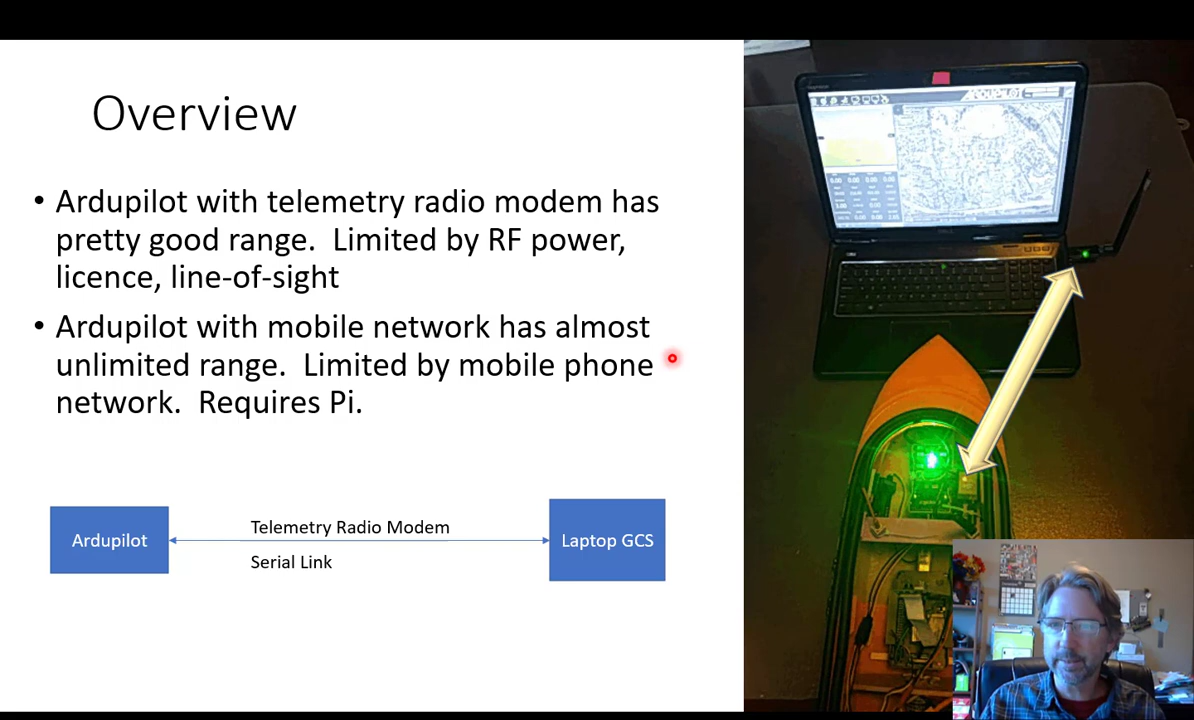 Overview
• Ardupilot with telemetry radio modem has
pretty good range.  Limited by RF power,
licence, line-of-sight
• Ardupilot with mobile network has almost
unlimited range.  Limited by mobile phone
network.  Requires Pi.
Ardupilot
Telemetry Radio Modem
Serial Link
Laptop GCS
ARDUPILOT